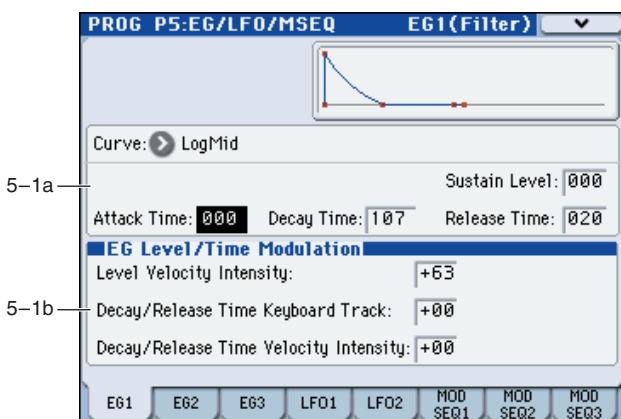 PROG P5:EG/LFO/MSEQ EG1(Filter)
Curve: LogMid
5–1a
Sustain Level: 000
Attack Time: 000 Decay Time: 107 Release Time: 020
EG Level/Time Modulation
Level Velocity Intensity: +63
5–1b
Decay/Release Time Keyboard Track: +00
Decay/Release Time Velocity Intensity: +00
EG1 EG2 EG3 LFO1 LFO2 MOD SEQ1 MOD SEQ2 MOD SEQ3